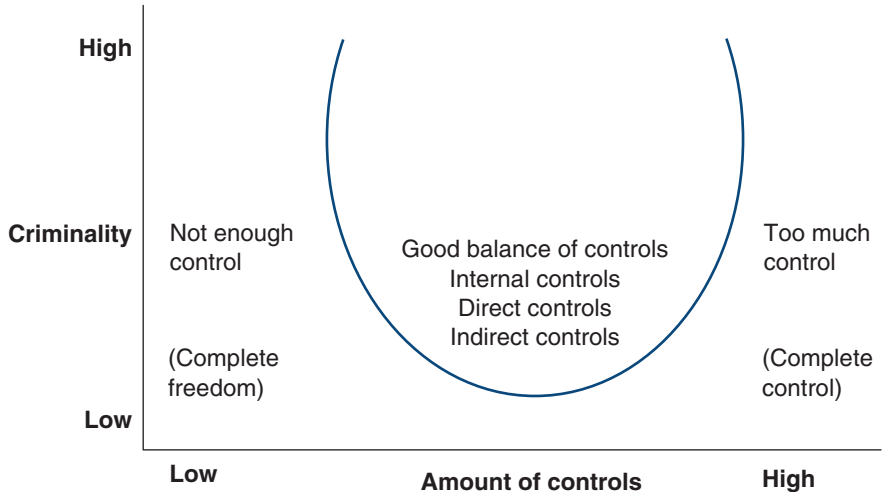 High
Criminality
Low
Not enough
control
(Complete
freedom)
Good balance of controls
Internal controls
Direct controls
Indirect controls
Too much
control
(Complete
control)
Low
Amount of controls
High